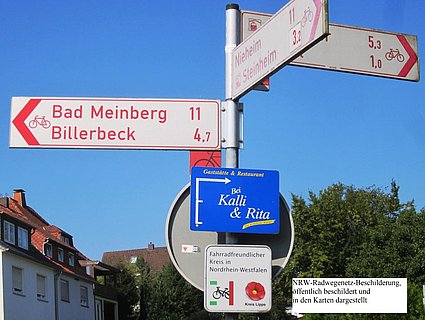 11
Nieheim 3,2
Steinheim
5,3
1,0
Bad Meinberg 11
Billerbeck 4,7
Gaststätte & Restaurant
Bei
Kalli
& Rita
Fahrradfreundlicher
Kreis in
Nordrhein-Westfalen
Kreis Lippe
NRW-Radwegenetz-Beschilderung,
öffentlich beschildert und
in den Karten dargestellt